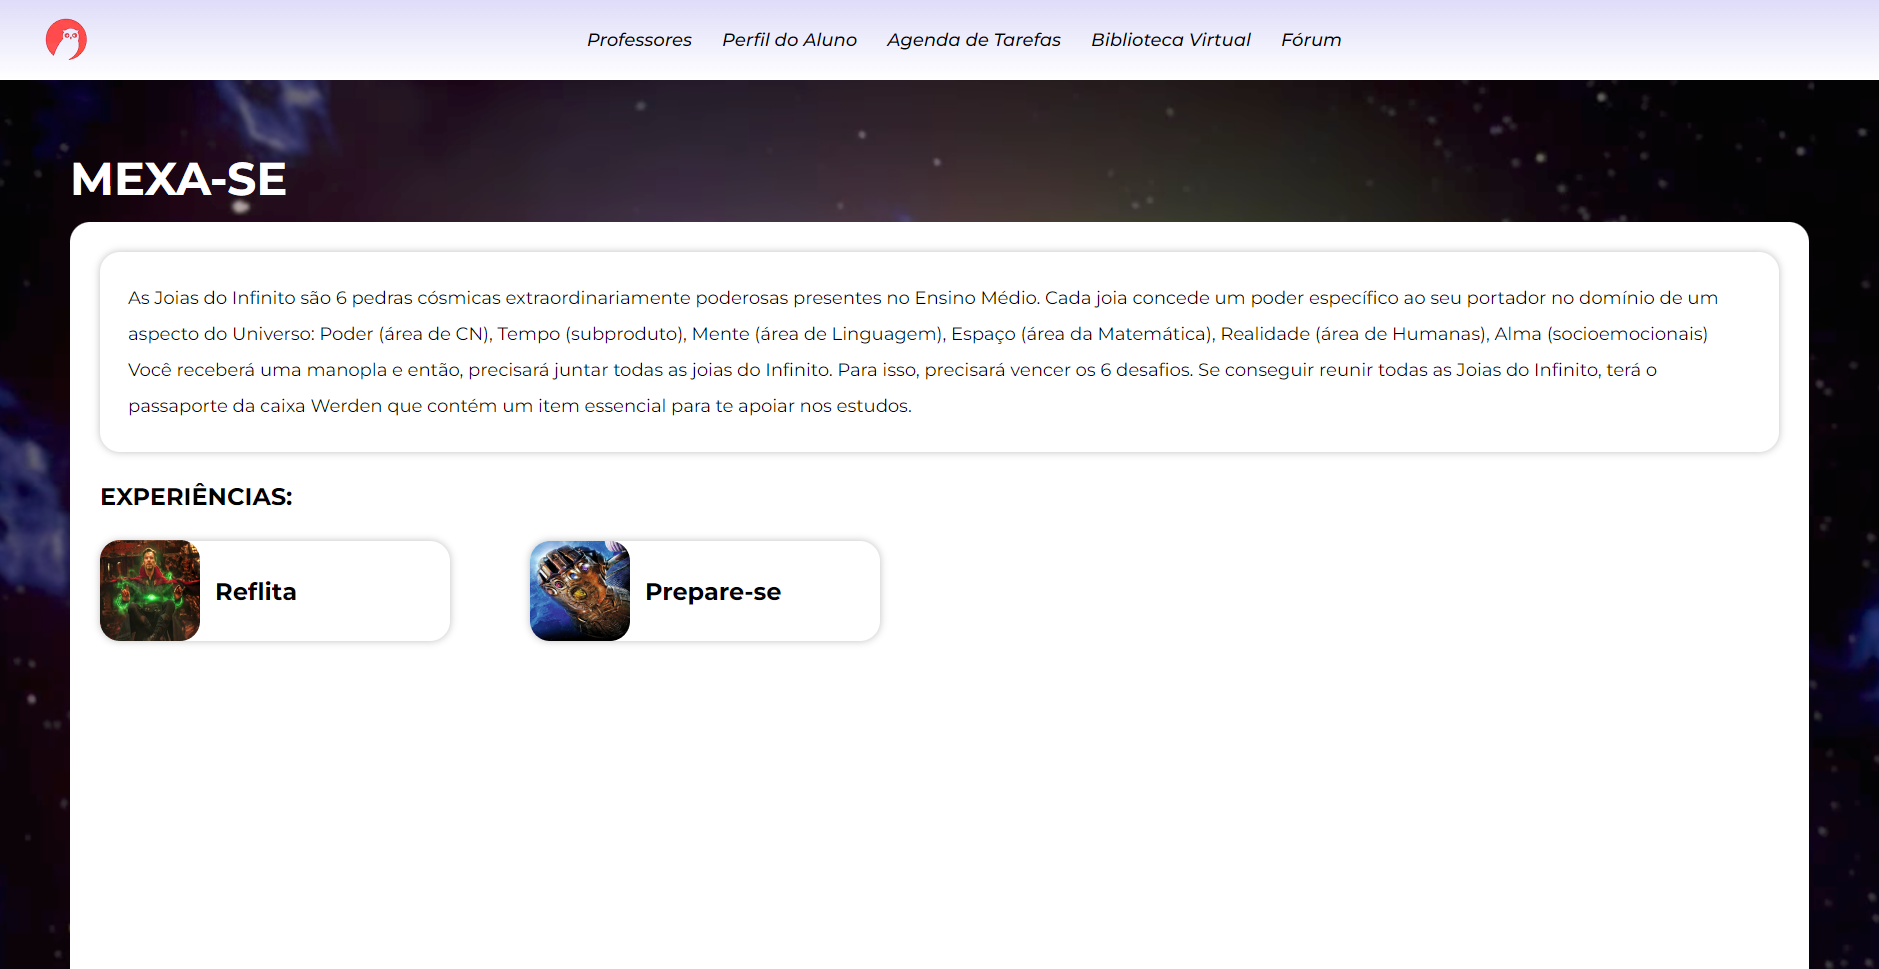 Professores Perfil do Aluno Agenda de Tarefas Biblioteca Virtual Fórum
MEXA-SE
As Joias do Infinito são 6 pedras cósmicas extraordinariamente poderosas presentes no Ensino Médio. Cada joia concede um poder específico ao seu portador no domínio de um
aspecto do Universo: Poder (área de CN), Tempo (subproduto), Mente (área de Linguagem), Espaço (área da Matemática), Realidade (área de Humanas), Alma (socioemocionais)
Você receberá uma manopla e então, precisará juntar todas as joias do Infinito. Para isso, precisará vencer os 6 desafios. Se conseguir reunir todas as Joias do Infinito, terá o
passaporte da caixa Werden que contém um item essencial para te apoiar nos estudos.
EXPERIÊNCIAS:
Reflita
Prepare-se